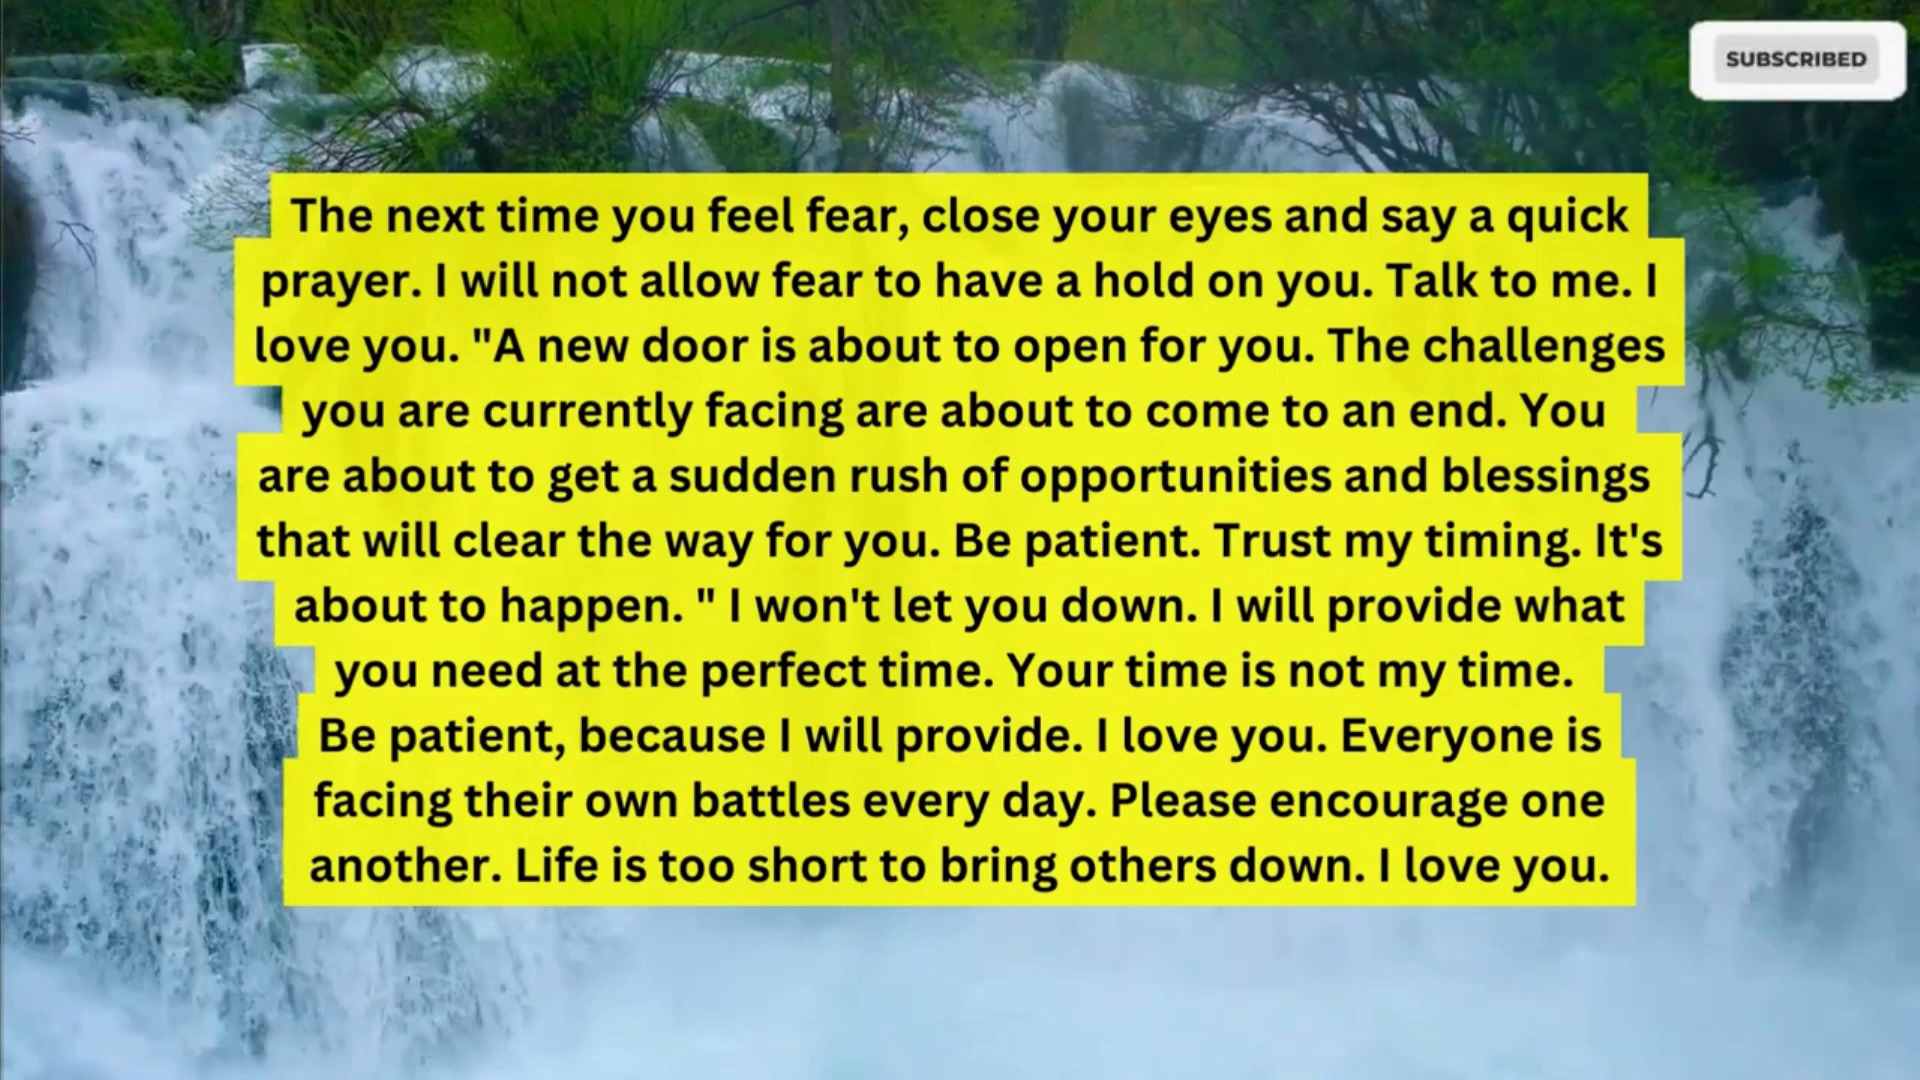 SUBSCRIBED
The next time you feel fear, close your eyes and say a quick
prayer. I will not allow fear to have a hold on you. Talk to me. I
love you. "A new door is about to open for you. The challenges
you are currently facing are about to come to an end. You
are about to get a sudden rush of opportunities and blessings
that will clear the way for you. Be patient. Trust my timing. It's
about to happen. " I won't let you down. I will provide what
you need at the perfect time. Your time is not my time.
Be patient, because I will provide. I love you. Everyone is
facing their own battles every day. Please encourage one
another. Life is too short to bring others down. I love you.